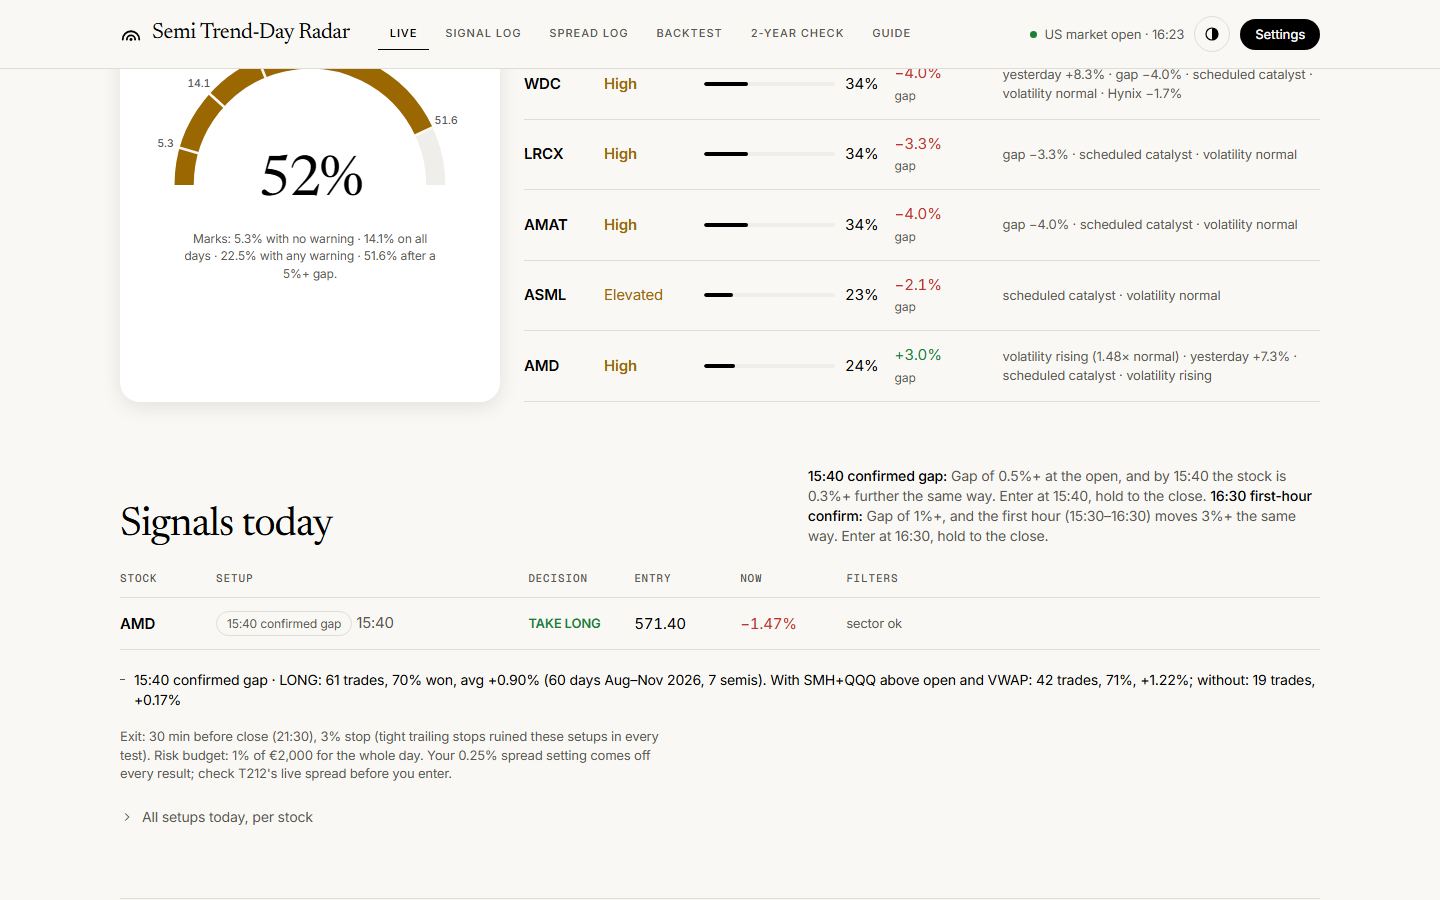 Semi Trend-Day Radar
LIVE
SIGNAL LOG
SPREAD LOG
BACKTEST
2-YEAR CHECK
GUIDE
US market open · 16:23
Settings
14.1
51.6
5.3
52%
Marks: 5.3% with no warning · 14.1% on all
days · 22.5% with any warning · 51.6% after a
5%+ gap.
WDC High 34% −4.0% gap yesterday +8.3% · gap −4.0% · scheduled catalyst ·
volatility normal · Hynix −1.7%
LRCX High 34% −3.3% gap gap −3.3% · scheduled catalyst · volatility normal
AMAT High 34% −4.0% gap gap −4.0% · scheduled catalyst · volatility normal
ASML Elevated 23% −2.1% gap scheduled catalyst · volatility normal
AMD High 24% +3.0% gap volatility rising (1.48× normal) · yesterday +7.3% ·
scheduled catalyst · volatility rising
Signals today
15:40 confirmed gap: Gap of 0.5%+ at the open, and by 15:40 the stock is
0.3%+ further the same way. Enter at 15:40, hold to the close. 16:30 first-hour
confirm: Gap of 1%+, and the first hour (15:30–16:30) moves 3%+ the same
way. Enter at 16:30, hold to the close.
STOCK SETUP DECISION ENTRY NOW FILTERS
AMD 15:40 confirmed gap 15:40 TAKE LONG 571.40 −1.47% sector ok
– 15:40 confirmed gap · LONG: 61 trades, 70% won, avg +0.90% (60 days Aug–Nov 2026, 7 semis). With SMH+QQQ above open and VWAP: 42 trades, 71%, +1.22%; without: 19 trades,
+0.17%
Exit: 30 min before close (21:30), 3% stop (tight trailing stops ruined these setups in every
test). Risk budget: 1% of €2,000 for the whole day. Your 0.25% spread setting comes off
every result; check T212's live spread before you enter.
All setups today, per stock